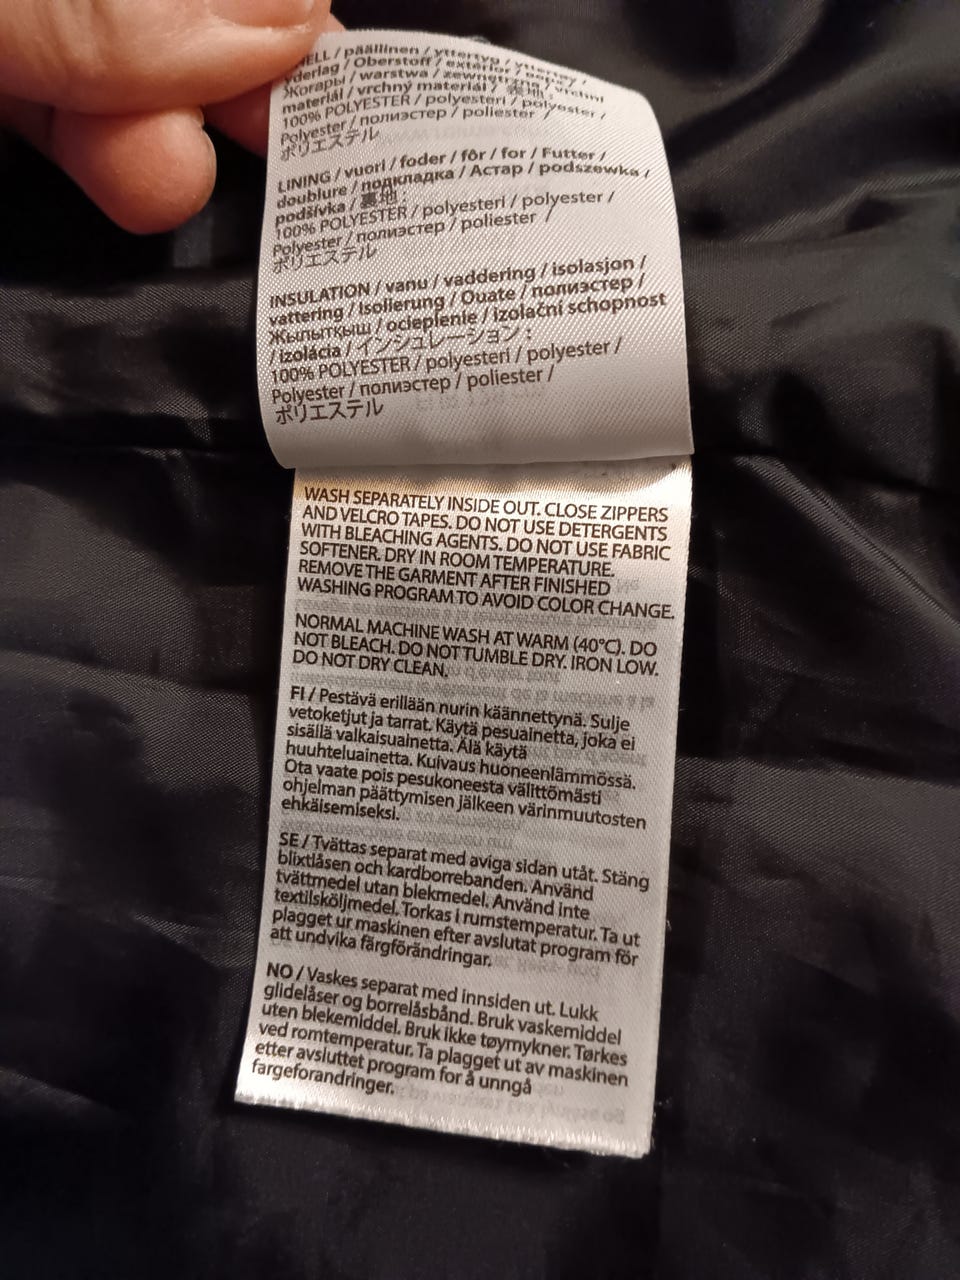 / päällinen / yttertyg /
/ Oberstoff / extérior /
/ warstwa / zewnętrzna / vrchní
materiál / vrchný materiál / 表地 :
100% POLYESTER / polyesteri / polyester /
Polyester / полиэстер / poliester /
ポリエステル
LINING / vuori / foder / fôr / for / Futter /
doublure / подкладка / Астар / podszewka /
podšívka / 裏地 :
100% POLYESTER / polyesteri / polyester /
Polyester / полиэстер / poliester /
ポリエステル
INSULATION / vanu / vaddering / isolasjon /
vattering / Isolierung / Ouate / полиэстер /
Жылытқыш / ocieplenie / izolační schopnost
/ izolácia / インシュレーション :
100% POLYESTER / polyesteri / polyester /
Polyester / полиэстер / poliester /
ポリエステル
WASH SEPARATELY INSIDE OUT. CLOSE ZIPPERS
AND VELCRO TAPES. DO NOT USE DETERGENTS
WITH BLEACHING AGENTS. DO NOT USE FABRIC
SOFTENER. DRY IN ROOM TEMPERATURE.
REMOVE THE GARMENT AFTER FINISHED
WASHING PROGRAM TO AVOID COLOR CHANGE.
NORMAL MACHINE WASH AT WARM (40°C). DO
NOT BLEACH. DO NOT TUMBLE DRY. IRON LOW.
DO NOT DRY CLEAN.
FI / Pestävä erillään nurin käännettynä. Sulje
vetoketjut ja tarrat. Käytä pesuainetta, joka ei
sisällä valkaisuainetta. Älä käytä
huuhteluainetta. Kuivaus huoneenlämmössä.
Ota vaate pois pesukoneesta välittömästi
ohjelman päättymisen jälkeen värinmuutosten
ehkäisemiseksi.
SE / Tvättas separat med aviga sidan utåt. Stäng
blixtlåsen och kardborrebanden. Använd
tvättmedel utan blekmedel. Använd inte
textilsköljmedel. Torkas i rumstemperatur. Ta ut
plagget ur maskinen efter avslutat program för
att undvika färgförändringar.
NO / Vaskes separat med innsiden ut. Lukk
glidelåser og borrelåsbånd. Bruk vaskemiddel
uten blekemiddel. Bruk ikke tøymykner. Tørkes
ved romtemperatur. Ta plagget ut av maskinen
etter avsluttet program for å unngå
fargeforandringer.